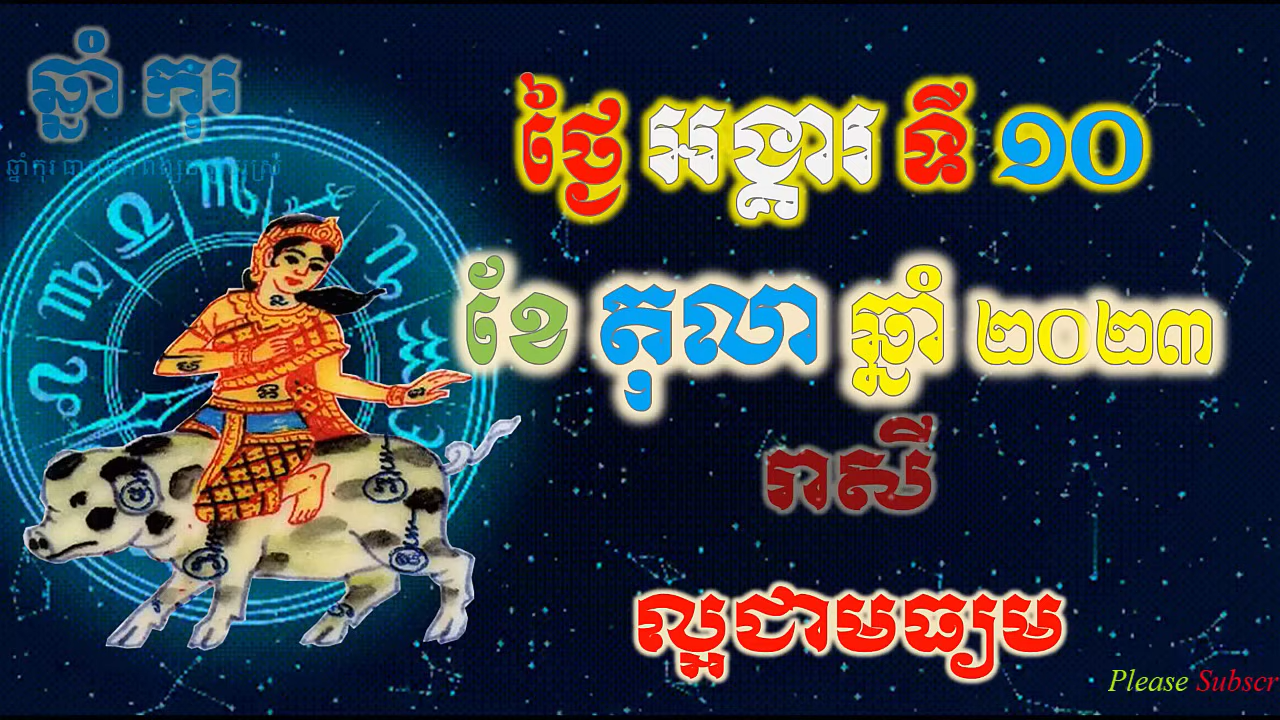 ឆ្នាំ កុរ
ថ្ងៃ អង្គារ ទី ១០
ខែ តុលា ឆ្នាំ ២០២៣
រាសី
ល្អជាមធ្យម
Please Subscr